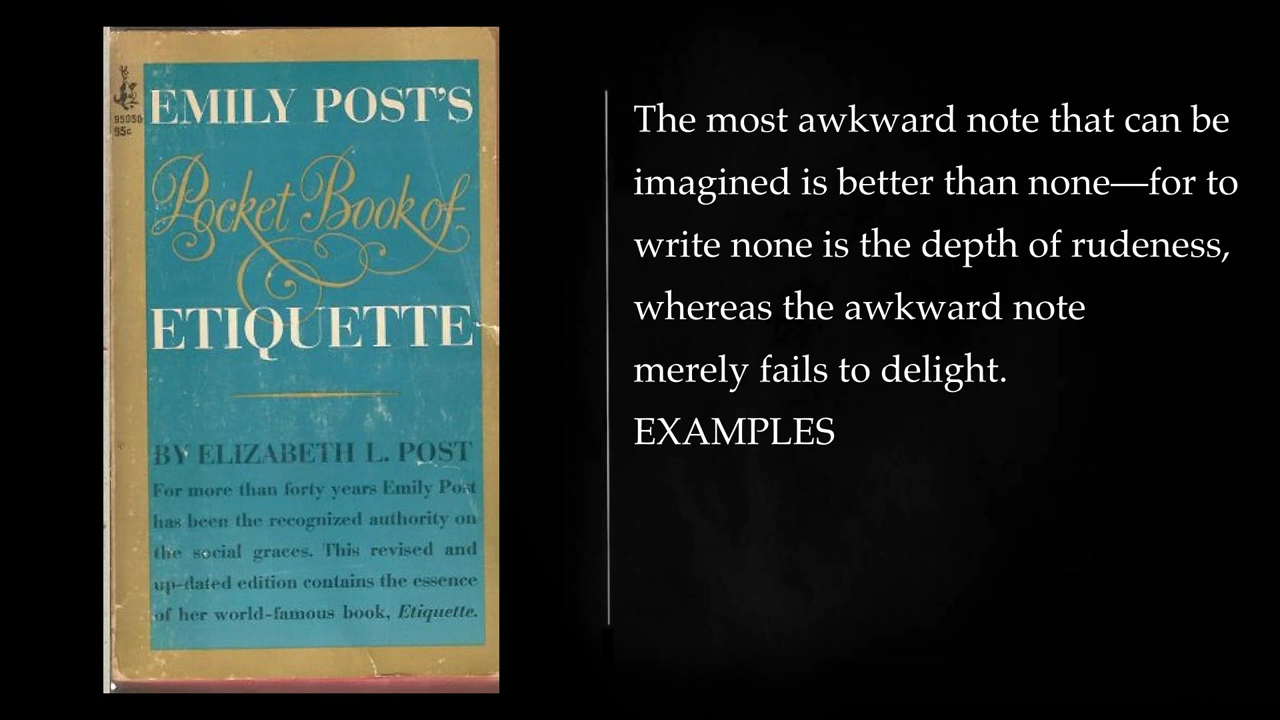 EMILY POST'S
95050
95c
Pocket Book of
ETIQUETTE
BY ELIZABETH L. POST
For more than forty years Emily Post
has been the recognized authority on
the social graces. This revised and
up-dated edition contains the essence
of her world-famous book, Etiquette.
The most awkward note that can be
imagined is better than none—for to
write none is the depth of rudeness,
whereas the awkward note
merely fails to delight.
EXAMPLES